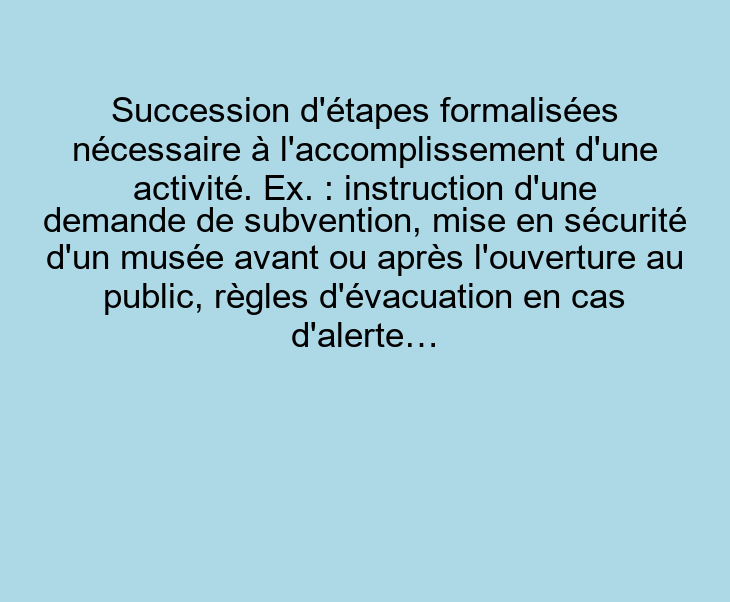 Succession d'étapes formalisées
nécessaire à l'accomplissement d'une
activité. Ex. : instruction d'une
demande de subvention, mise en sécurité
d'un musée avant ou après l'ouverture au
public, règles d'évacuation en cas
d'alerte…